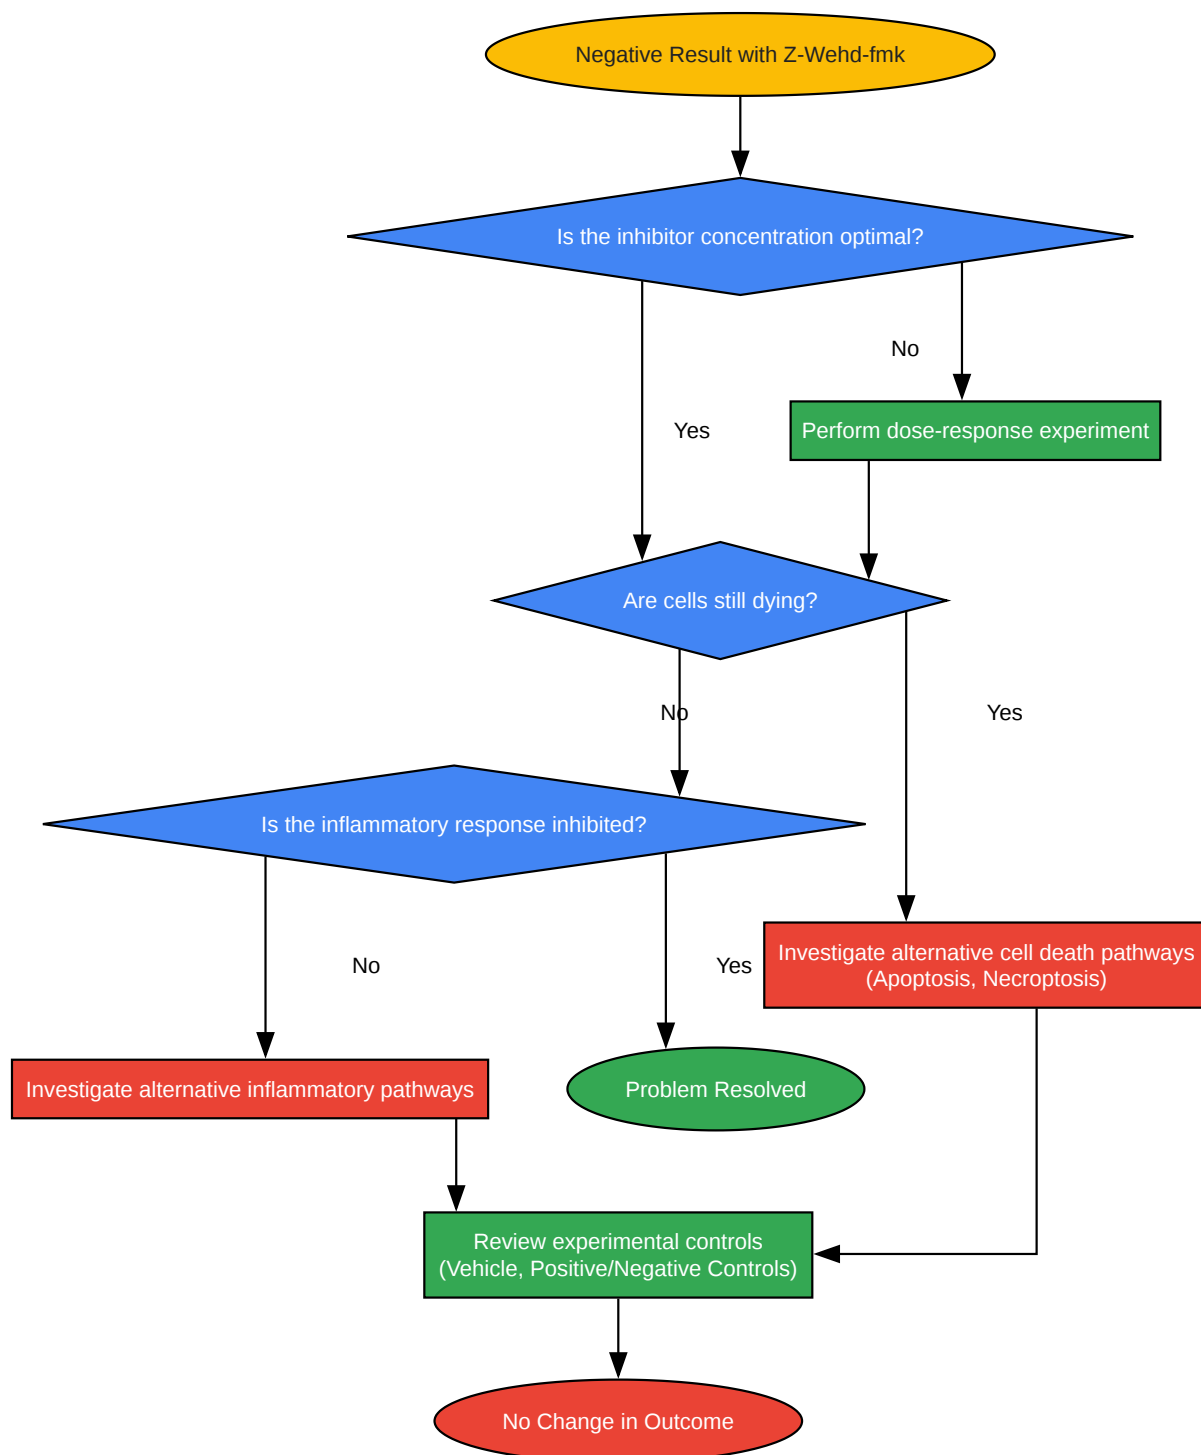 Negative Result with Z-Wehd-fmk
Is the inhibitor concentration optimal?
No
Yes
Perform dose-response experiment
Are cells still dying?
No
Yes
Is the inflammatory response inhibited?
No
Yes
Investigate alternative cell death pathways
(Apoptosis, Necroptosis)
Investigate alternative inflammatory pathways
Problem Resolved
Review experimental controls
(Vehicle, Positive/Negative Controls)
No Change in Outcome